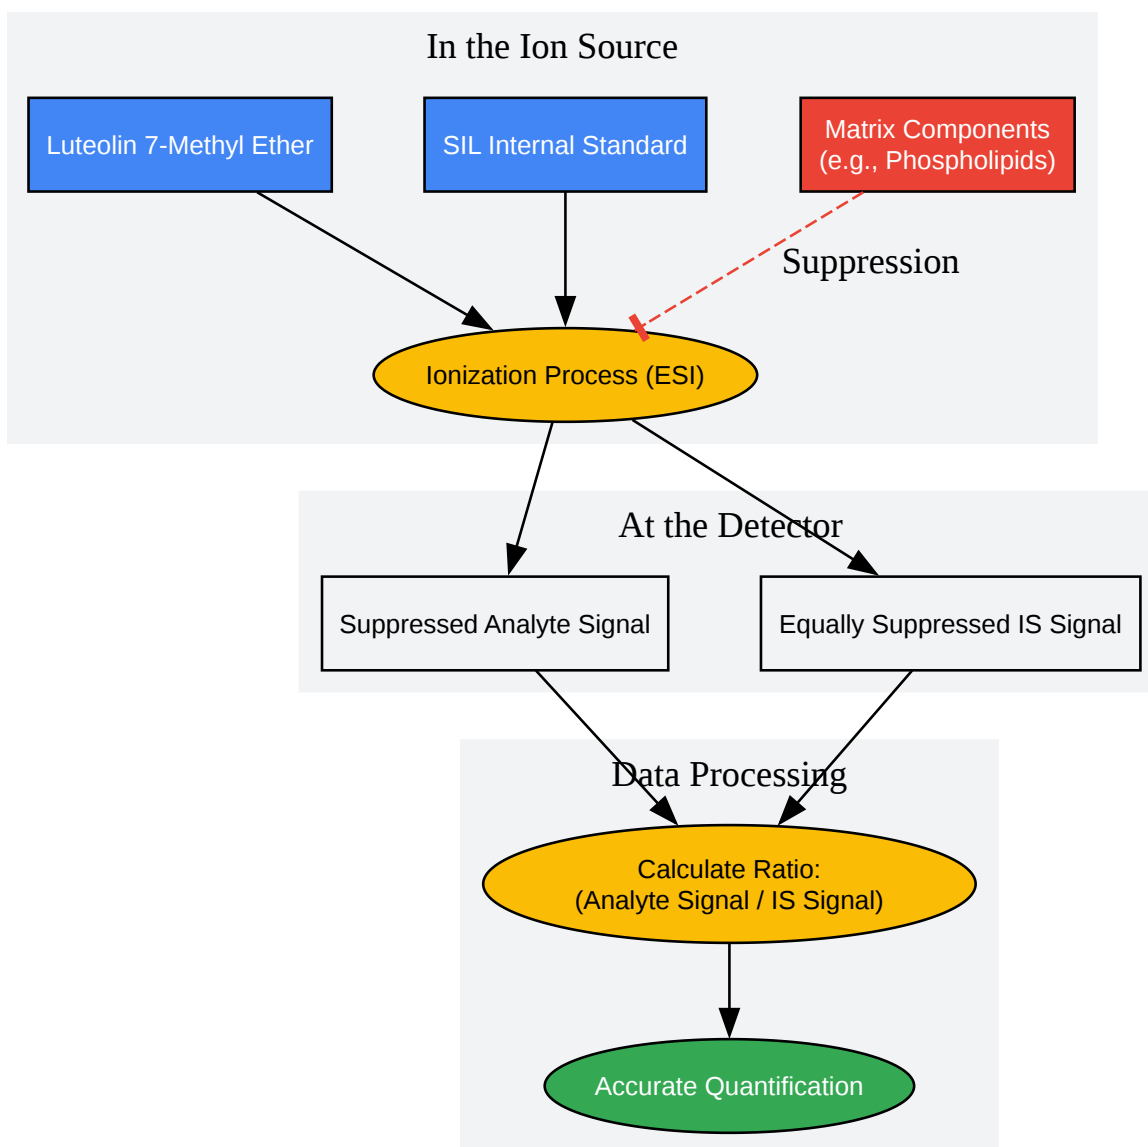 In the Ion Source
Luteolin 7-Methyl Ether
SIL Internal Standard
Matrix Components
(e.g., Phospholipids)
Suppression
Ionization Process (ESI)
At the Detector
Suppressed Analyte Signal
Equally Suppressed IS Signal
Data Processing
Calculate Ratio:
(Analyte Signal / IS Signal)
Accurate Quantification